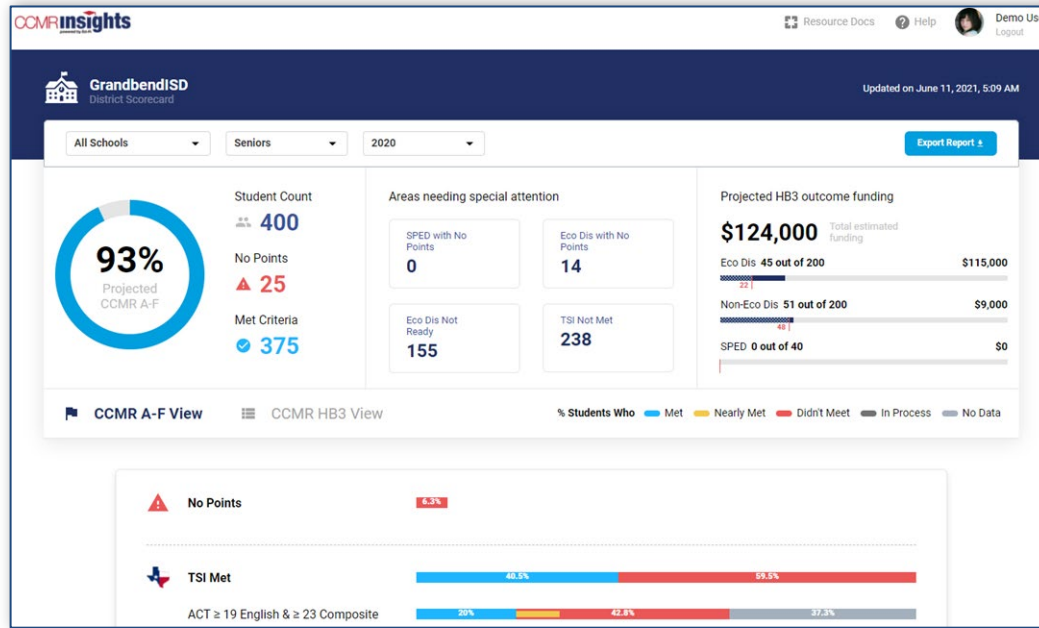 CCMR insights
Resource Docs
Help
Demo Us
Logout
GrandbendISD
District Scorecard
Updated on June 11, 2021, 5:09 AM
All Schools
Seniors
2020
Export Report
93%
Projected
CCMR A-F
Student Count
400
No Points
25
Met Criteria
375
Areas needing special attention
SPED with No
Points
0
Eco Dis with No
Points
14
Eco Dis Not
Ready
155
TSI Not Met
238
Projected HB3 outcome funding
$124,000
Total estimated
funding
Eco Dis 45 out of 200 $115,000
22
Non-Eco Dis 51 out of 200 $9,000
48
SPED 0 out of 40 $0
CCMR A-F View
CCMR HB3 View
% Students Who Met Nearly Met Didn't Meet In Process No Data
No Points 6.3%
TSI Met 40.5% 59.5%
ACT ≥ 19 English & ≥ 23 Composite 20% 42.8% 37.3%